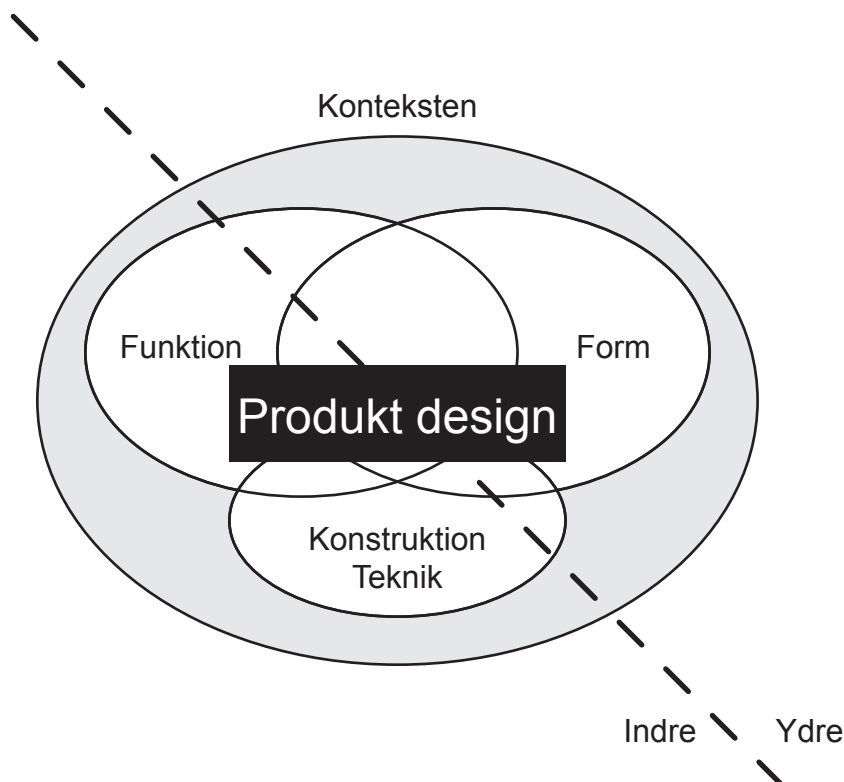 Konteksten
Funktion
Form
Produkt design
Konstruktion
Teknik
Indre
Ydre